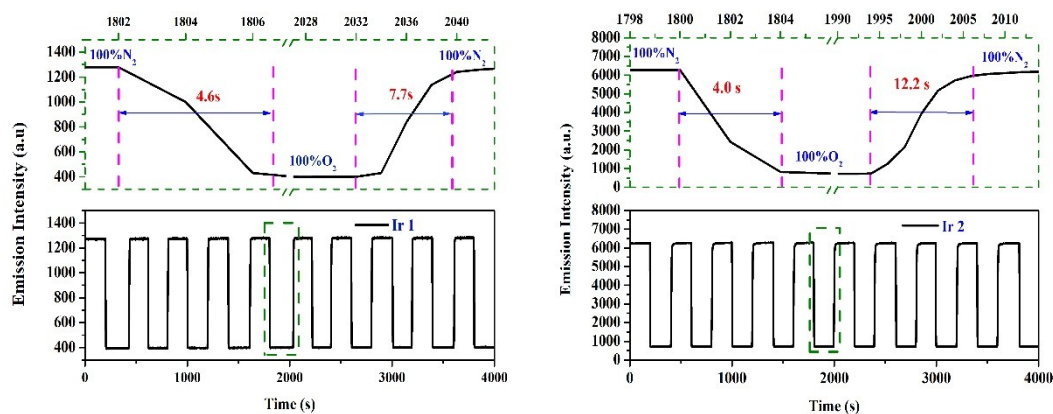 1802 1804 1806 2028 2032 2036 2040
1400
1200
1000
800
600
400
100%N2
100%N2
4.6s
7.7s
100%O2
Emission Intensity (a.u)
1400
1200
1000
800
600
400
Ir 1
0 1000 2000 3000 4000
Time (s)
1798 1800 1802 1804 1990 1995 2000 2005 2010
8000
7000
6000
5000
4000
3000
2000
1000
0
100%N2
100%N2
4.0 s
12.2 s
100%O2
Emission Intensity (a.u.)
8000
7000
6000
5000
4000
3000
2000
1000
0
Ir 2
0 1000 2000 3000 4000
Time (s)